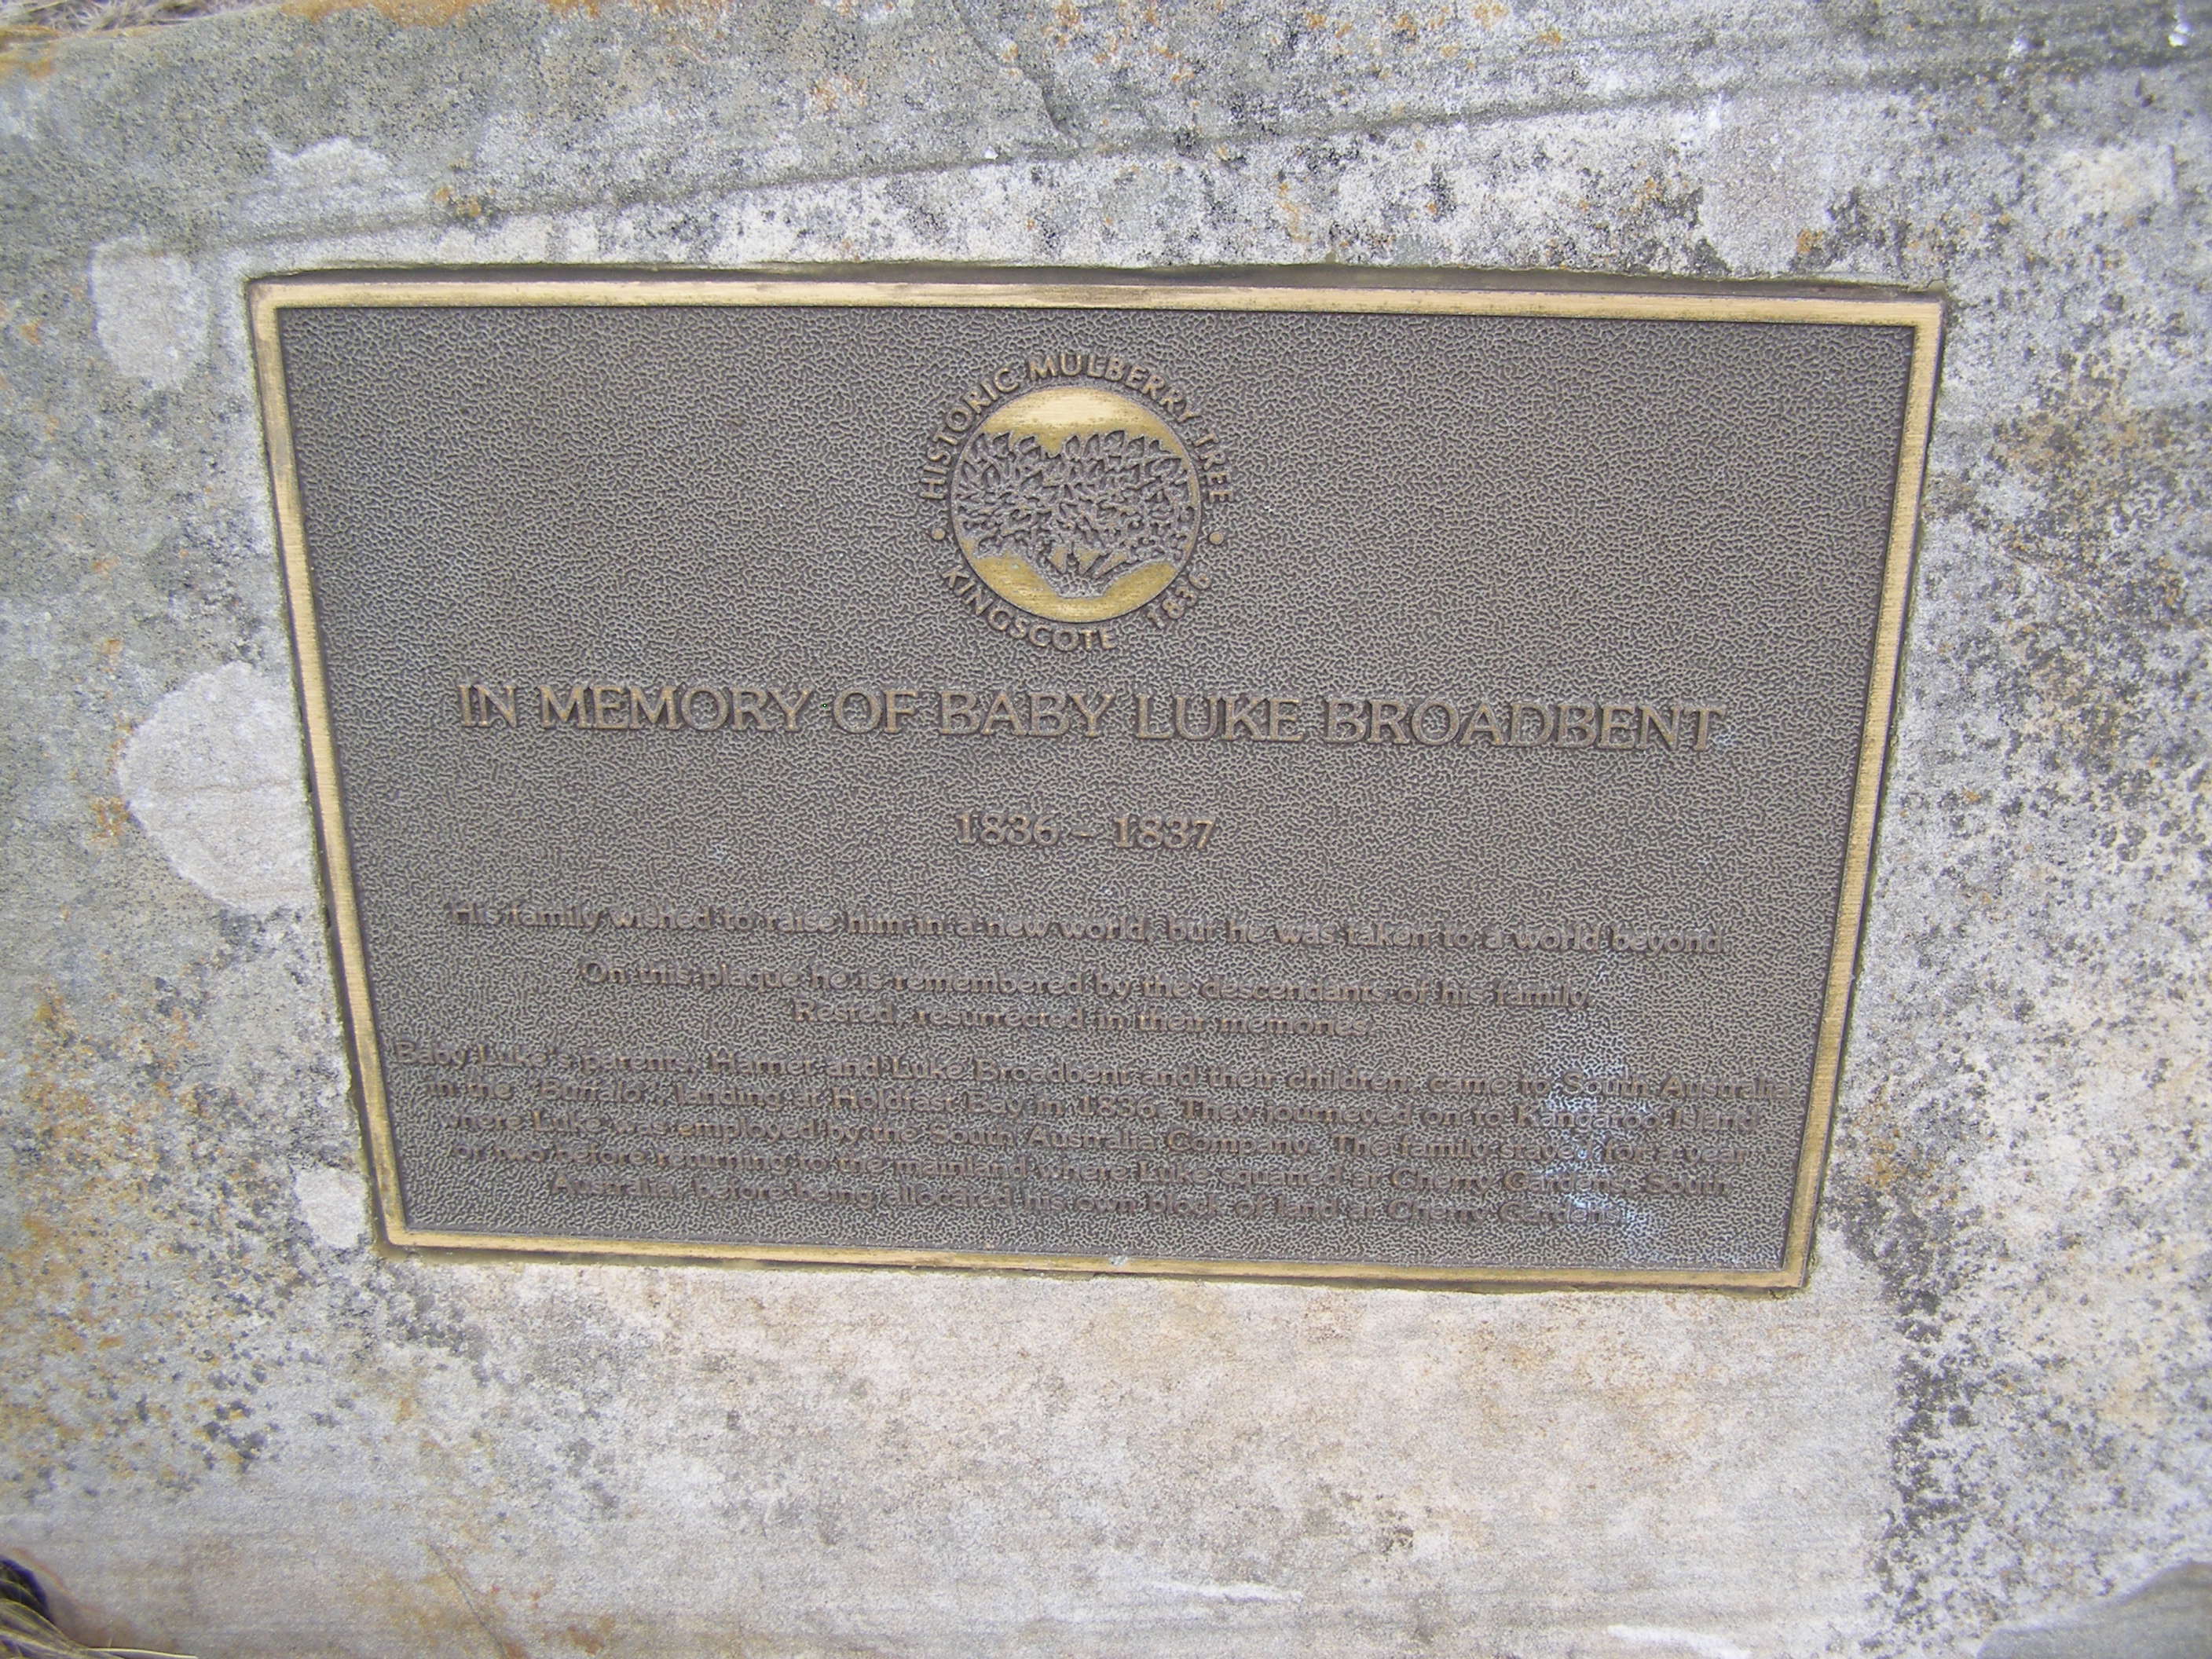 HISTORIC MULBERRY TREE
KINGSCOTE 1836
IN MEMORY OF BABY LUKE BROADBENT
1836 - 1837
"His family wished to raise him in a new world, but he was taken to a world beyond.
On this plaque he is remembered by the descendants of his family.
Rested, resurrected in their memories."
Baby Luke's parents, Harriet and Luke Broadbent and their children, came to South Australia
in the "Buffalo", landing at Holdfast Bay in 1836. They journeyed on to Kangaroo Island
where Luke was employed by the South Australia Company. The family stayed for a year
or two before returning to the mainland where Luke squatted at Cherry Gardens, South
Australia, before being allocated his own block of land at Cherry Gardens.